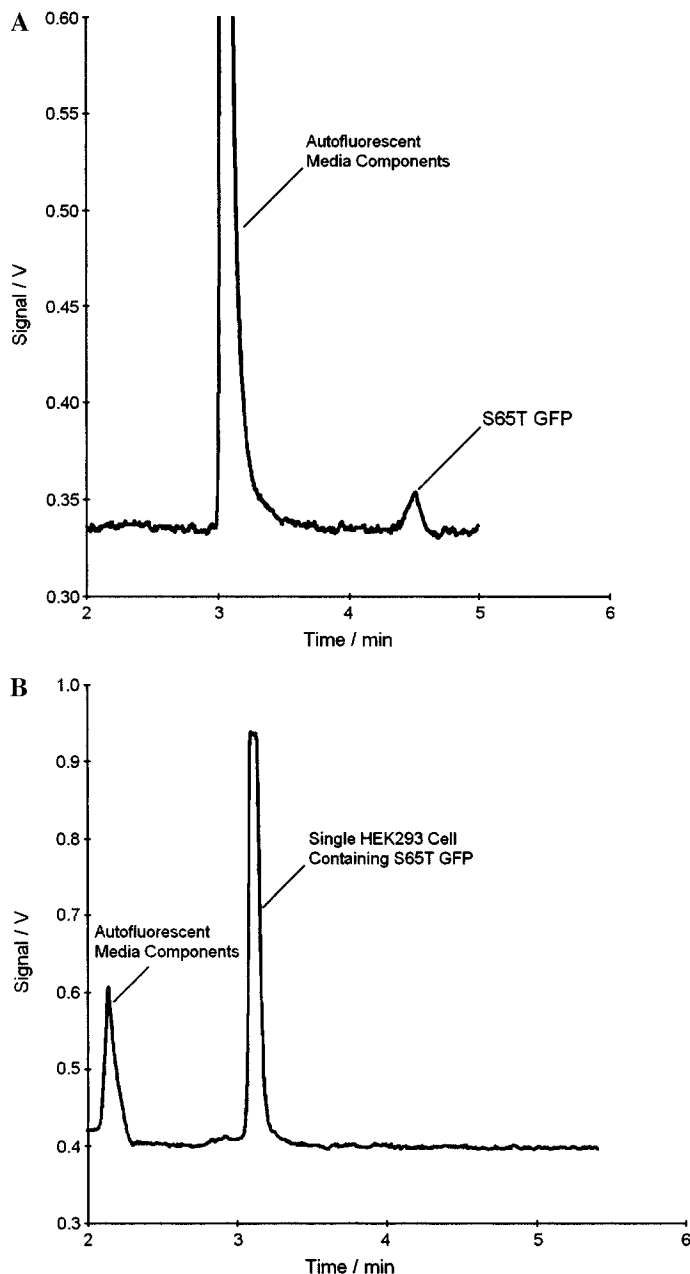 A
0.60
0.55
0.50
0.45
0.40
0.35
0.30
Signal / V
Autofluorescent
Media Components
S65T GFP
2 3 4 5 6
Time / min
B
1.0
0.9
0.8
0.7
0.6
0.5
0.4
0.3
Signal / V
Single HEK293 Cell
Containing S65T GFP
Autofluorescent
Media Components
2 3 4 5 6
Time / min